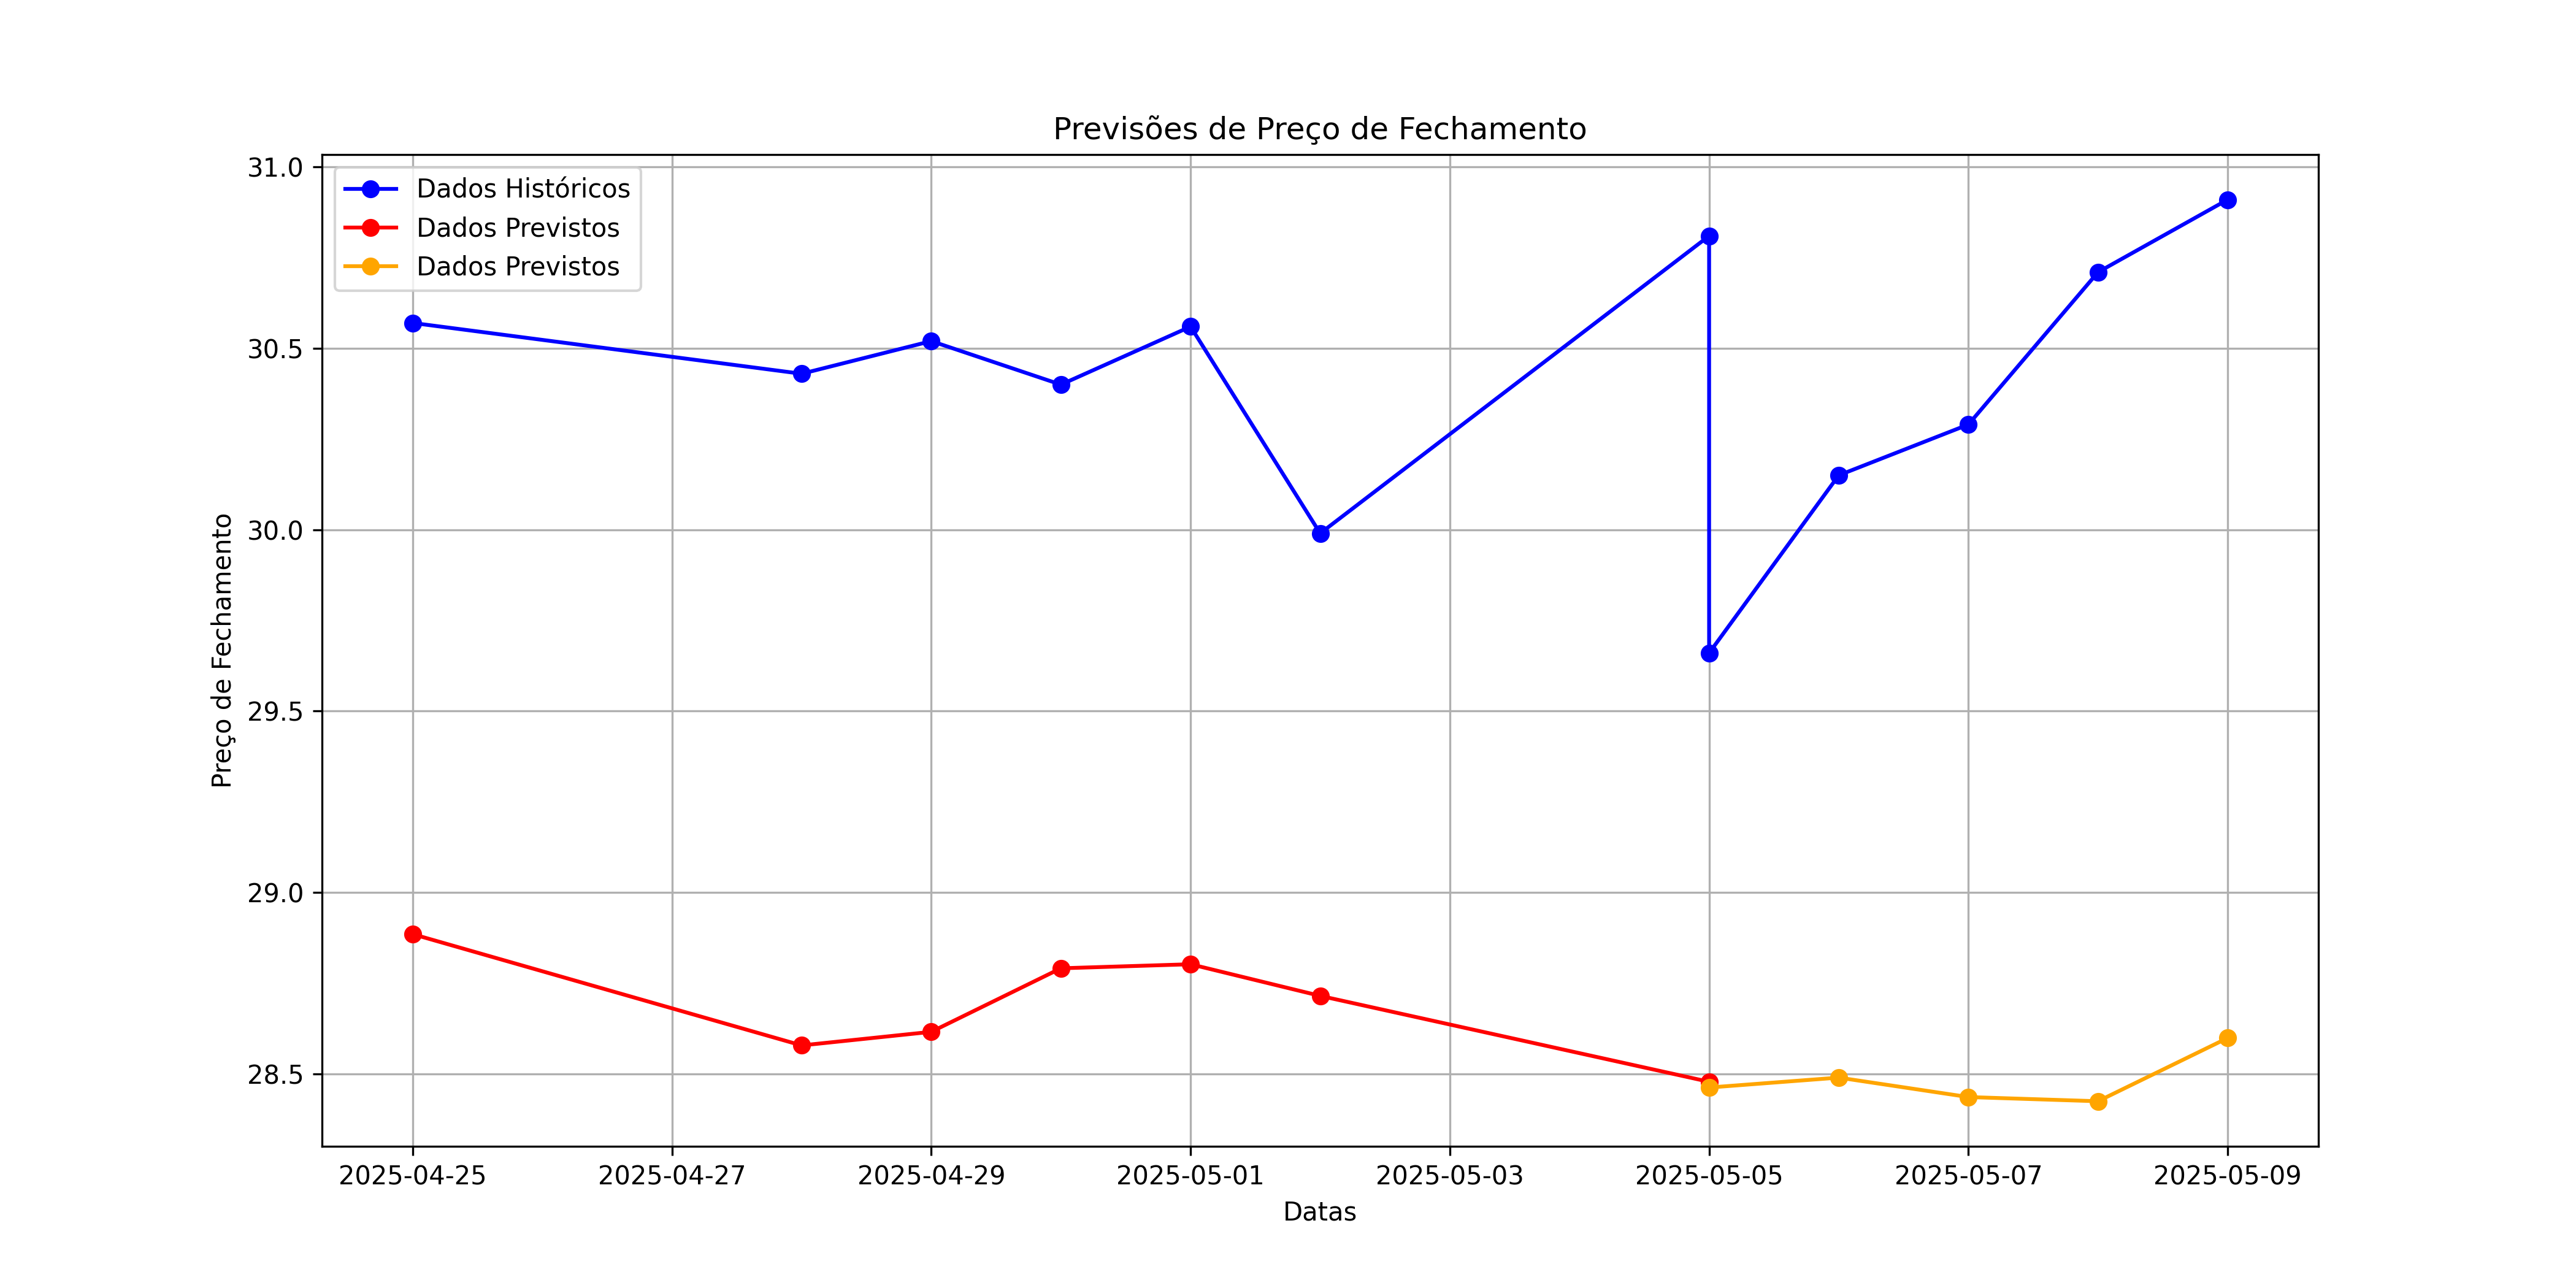 Previsões de Preço de Fechamento
Dados Históricos
Dados Previstos
Dados Previstos
31.0
30.5
30.0
29.5
29.0
28.5
Preço de Fechamento
2025-04-25
2025-04-27
2025-04-29
2025-05-01
2025-05-03
2025-05-05
2025-05-07
2025-05-09
Datas